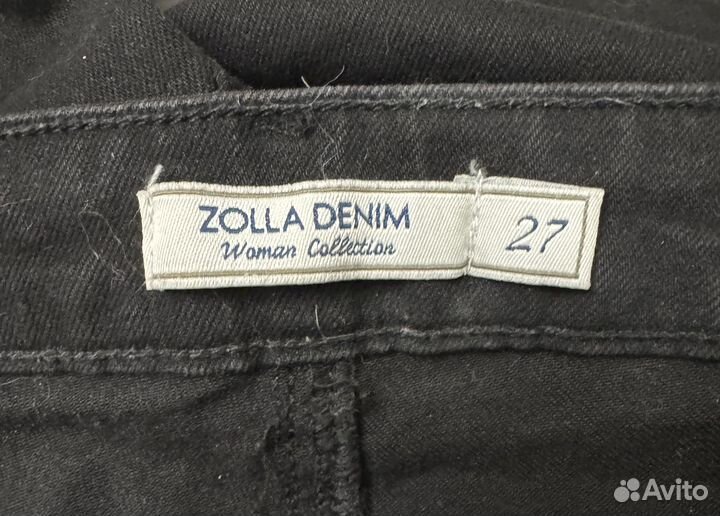 ZOLLA DENIM
Woman Collection
27
Avito